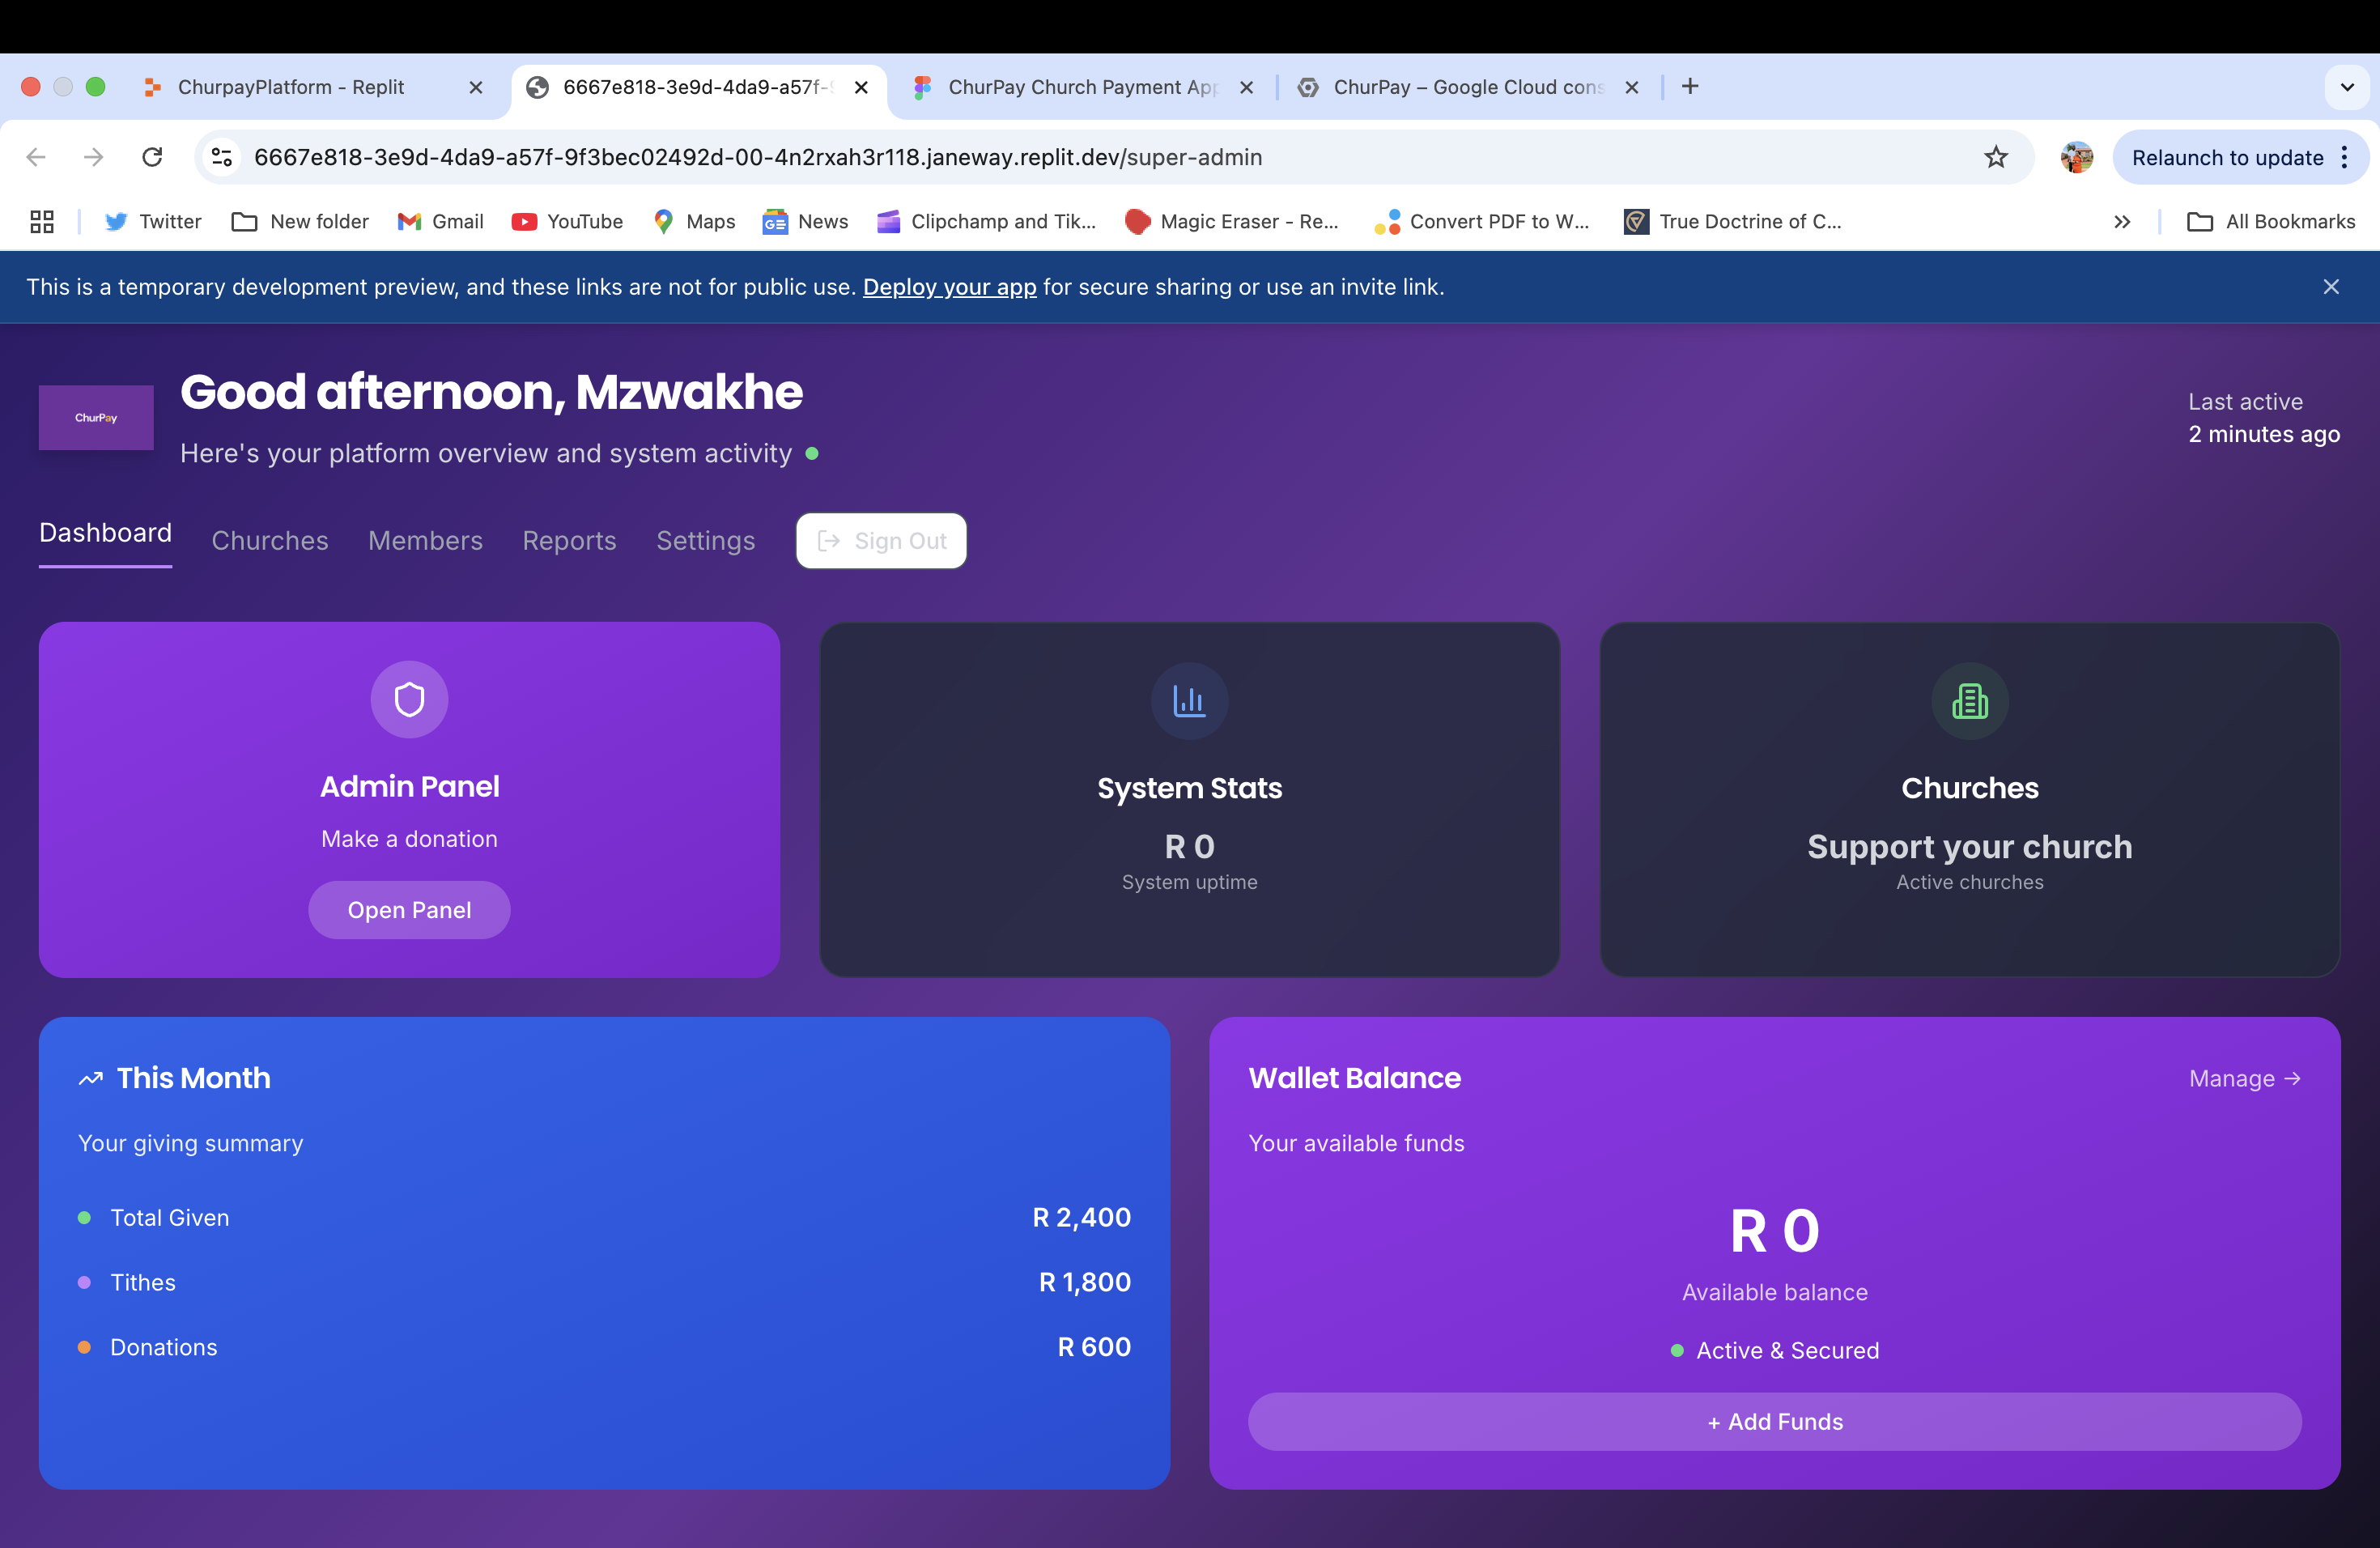 ChurpayPlatform - Replit
6667e818-3e9d-4da9-a57f-
ChurPay Church Payment App
ChurPay – Google Cloud cons
6667e818-3e9d-4da9-a57f-9f3bec02492d-00-4n2rxah3r118.janeway.replit.dev/super-admin
Relaunch to update
Twitter
New folder
Gmail
YouTube
Maps
News
Clipchamp and Tik...
Magic Eraser - Re...
Convert PDF to W...
True Doctrine of C...
All Bookmarks
This is a temporary development preview, and these links are not for public use. Deploy your app for secure sharing or use an invite link.
ChurPay
Good afternoon, Mzwakhe
Here's your platform overview and system activity
Last active
2 minutes ago
Dashboard
Churches
Members
Reports
Settings
Sign Out
Admin Panel
Make a donation
Open Panel
System Stats
R 0
System uptime
Churches
Support your church
Active churches
This Month
Your giving summary
Total Given R 2,400
Tithes R 1,800
Donations R 600
Wallet Balance
Manage →
Your available funds
R 0
Available balance
Active & Secured
+ Add Funds